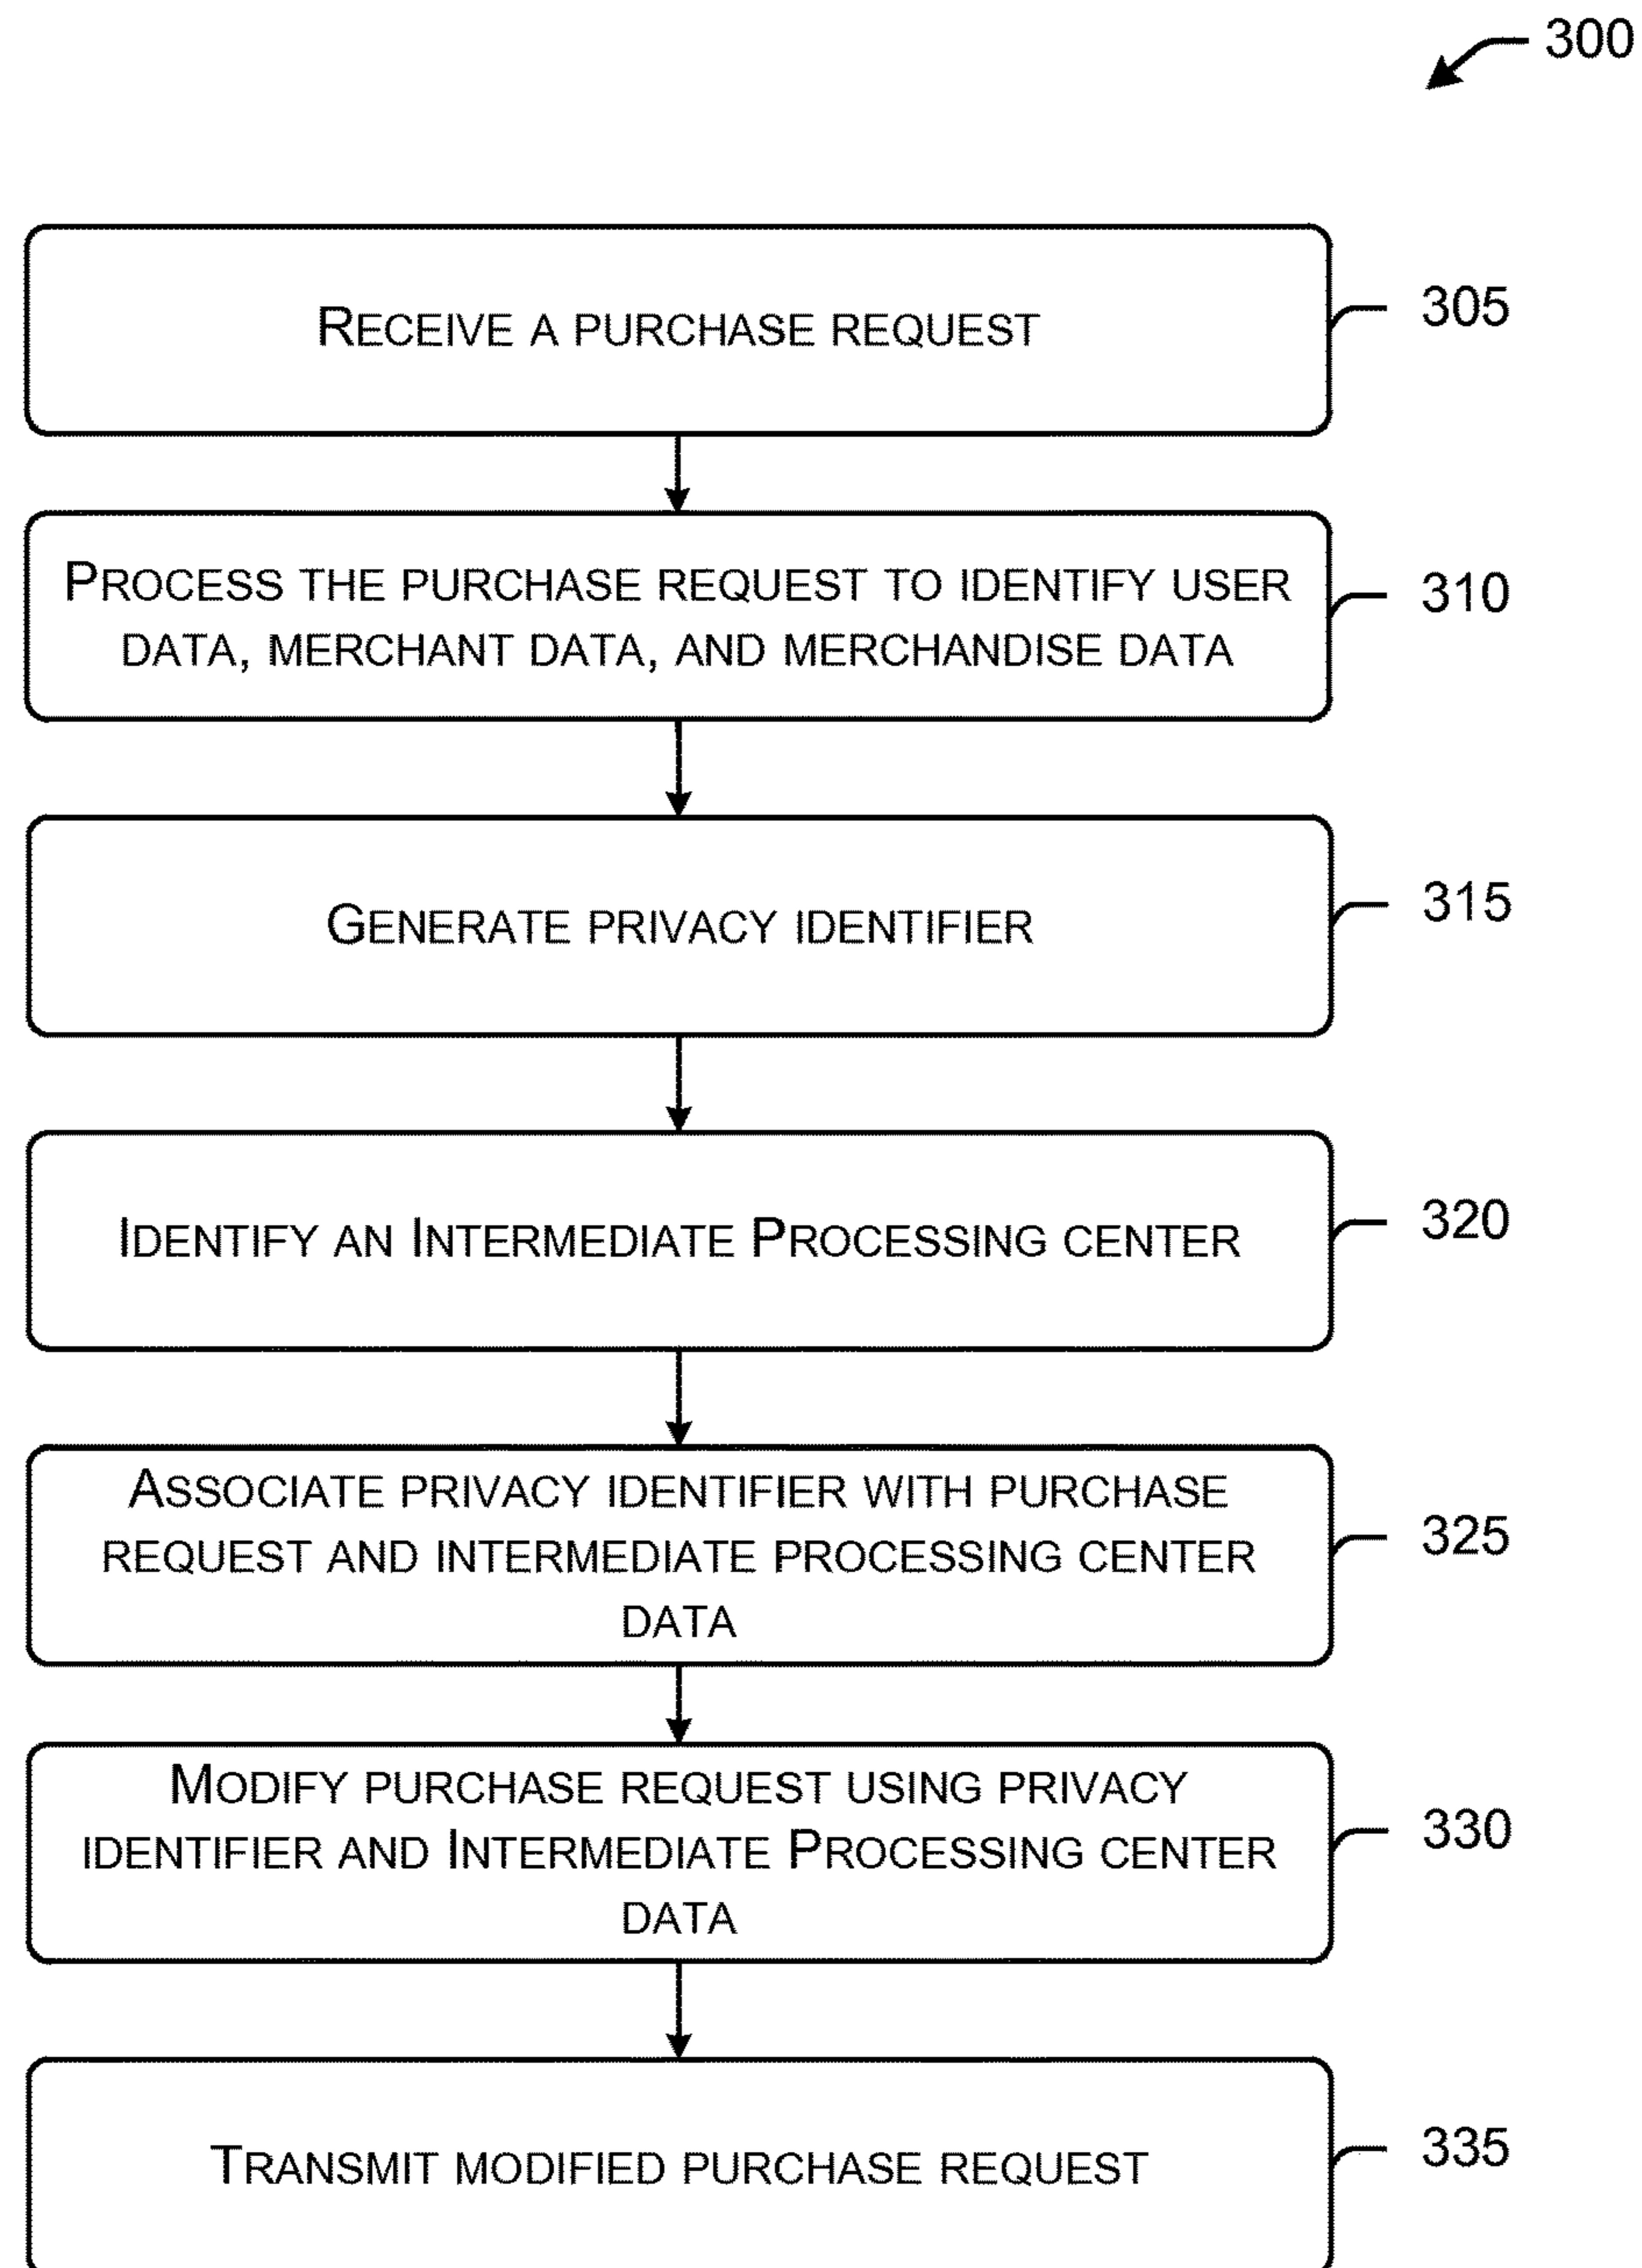 300
RECEIVE A PURCHASE REQUEST
305
PROCESS THE PURCHASE REQUEST TO IDENTIFY USER
DATA, MERCHANT DATA, AND MERCHANDISE DATA
310
GENERATE PRIVACY IDENTIFIER
315
IDENTIFY AN INTERMEDIATE PROCESSING CENTER
320
ASSOCIATE PRIVACY IDENTIFIER WITH PURCHASE
REQUEST AND INTERMEDIATE PROCESSING CENTER
DATA
325
MODIFY PURCHASE REQUEST USING PRIVACY
IDENTIFIER AND INTERMEDIATE PROCESSING CENTER
DATA
330
TRANSMIT MODIFIED PURCHASE REQUEST
335